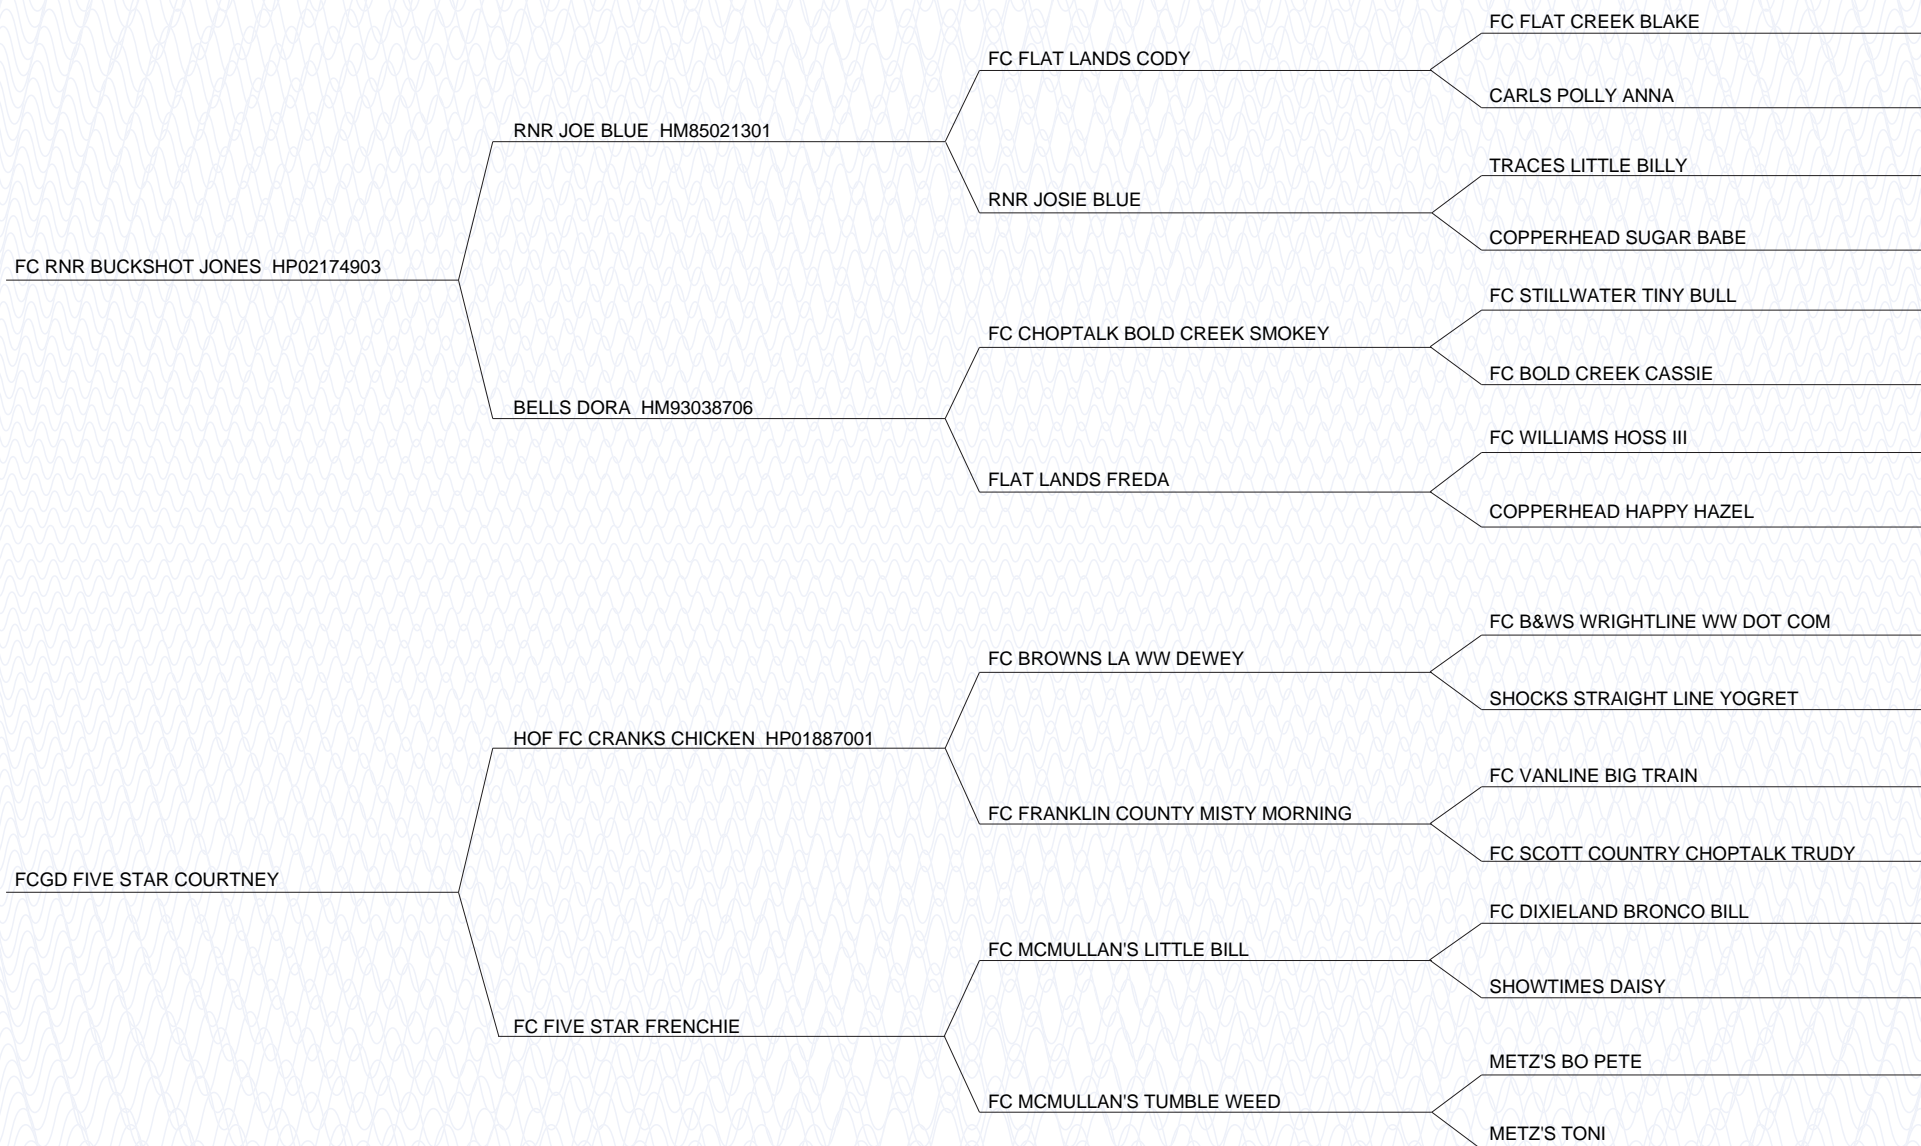 FC FLAT CREEK BLAKE
FC FLAT LANDS CODY
CARLS POLLY ANNA
RNR JOE BLUE HM85021301
TRACES LITTLE BILLY
RNR JOSIE BLUE
COPPERHEAD SUGAR BABE
FC RNR BUCKSHOT JONES HP02174903
FC STILLWATER TINY BULL
FC CHOPTALK BOLD CREEK SMOKEY
FC BOLD CREEK CASSIE
BELLS DORA HM93038706
FC WILLIAMS HOSS III
FLAT LANDS FREDA
COPPERHEAD HAPPY HAZEL
FC B&WS WRIGHTLINE WW DOT COM
FC BROWNS LA WW DEWEY
SHOCKS STRAIGHT LINE YOGRET
HOF FC CRANKS CHICKEN HP01887001
FC VANLINE BIG TRAIN
FC FRANKLIN COUNTY MISTY MORNING
FC SCOTT COUNTRY CHOPTALK TRUDY
FCGD FIVE STAR COURTNEY
FC DIXIELAND BRONCO BILL
FC MCMULLAN'S LITTLE BILL
SHOWTIMES DAISY
FC FIVE STAR FRENCHIE
METZ'S BO PETE
FC MCMULLAN'S TUMBLE WEED
METZ'S TONI